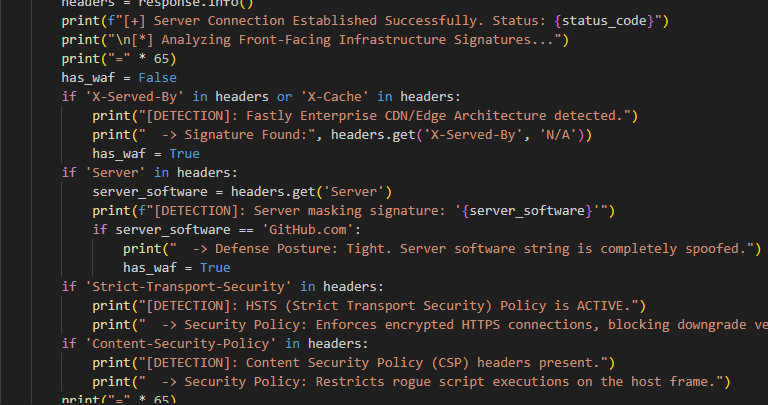 headers = response.info()
print(f"[+] Server Connection Established Successfully. Status: {status_code}")
print("\n[*] Analyzing Front-Facing Infrastructure Signatures...")
print("=" * 65)
has_waf = False
if 'X-Served-By' in headers or 'X-Cache' in headers:
print("[DETECTION]: Fastly Enterprise CDN/Edge Architecture detected.")
print("  -> Signature Found:", headers.get('X-Served-By', 'N/A'))
has_waf = True
if 'Server' in headers:
server_software = headers.get('Server')
print(f"[DETECTION]: Server masking signature: '{server_software}'")
if server_software == 'GitHub.com':
print("  -> Defense Posture: Tight. Server software string is completely spoofed.")
has_waf = True
if 'Strict-Transport-Security' in headers:
print("[DETECTION]: HSTS (Strict Transport Security) Policy is ACTIVE.")
print("  -> Security Policy: Enforces encrypted HTTPS connections, blocking downgrade ve
if 'Content-Security-Policy' in headers:
print("[DETECTION]: Content Security Policy (CSP) headers present.")
print("  -> Security Policy: Restricts rogue script executions on the host frame.")
print("=" * 65)